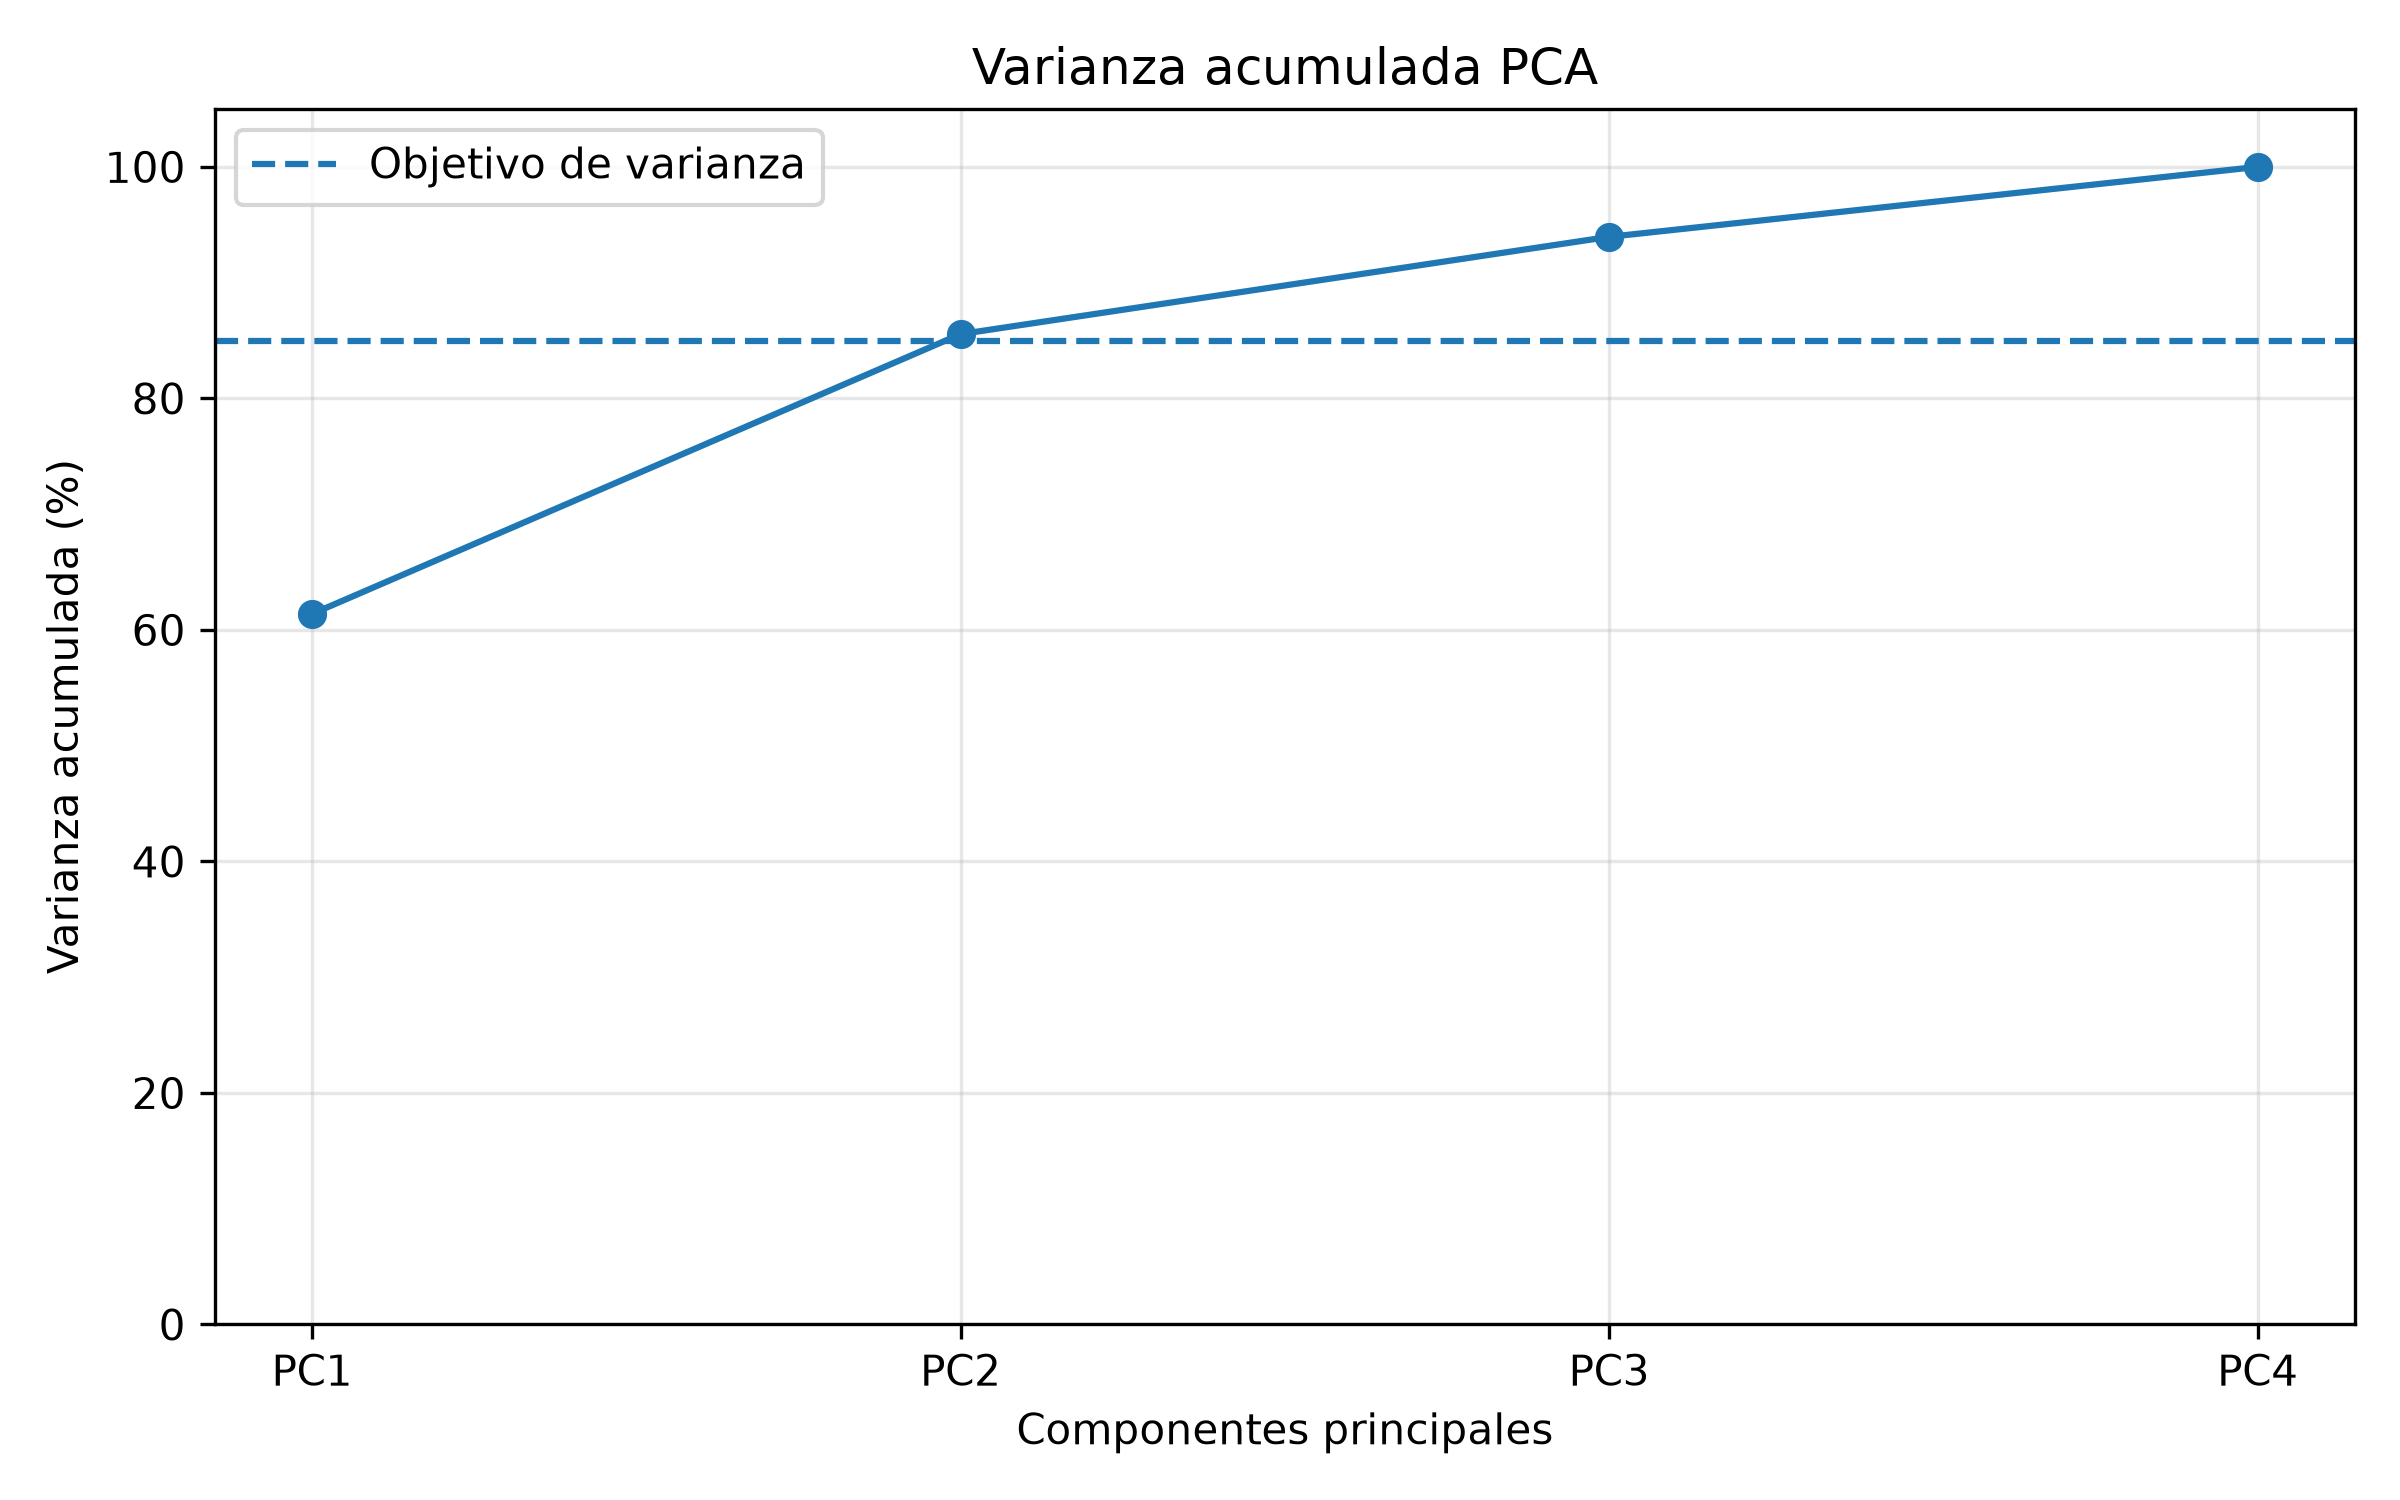 Varianza acumulada PCA
Objetivo de varianza
Varianza acumulada (%)
100
80
60
40
20
0
PC1 PC2 PC3 PC4
Componentes principales